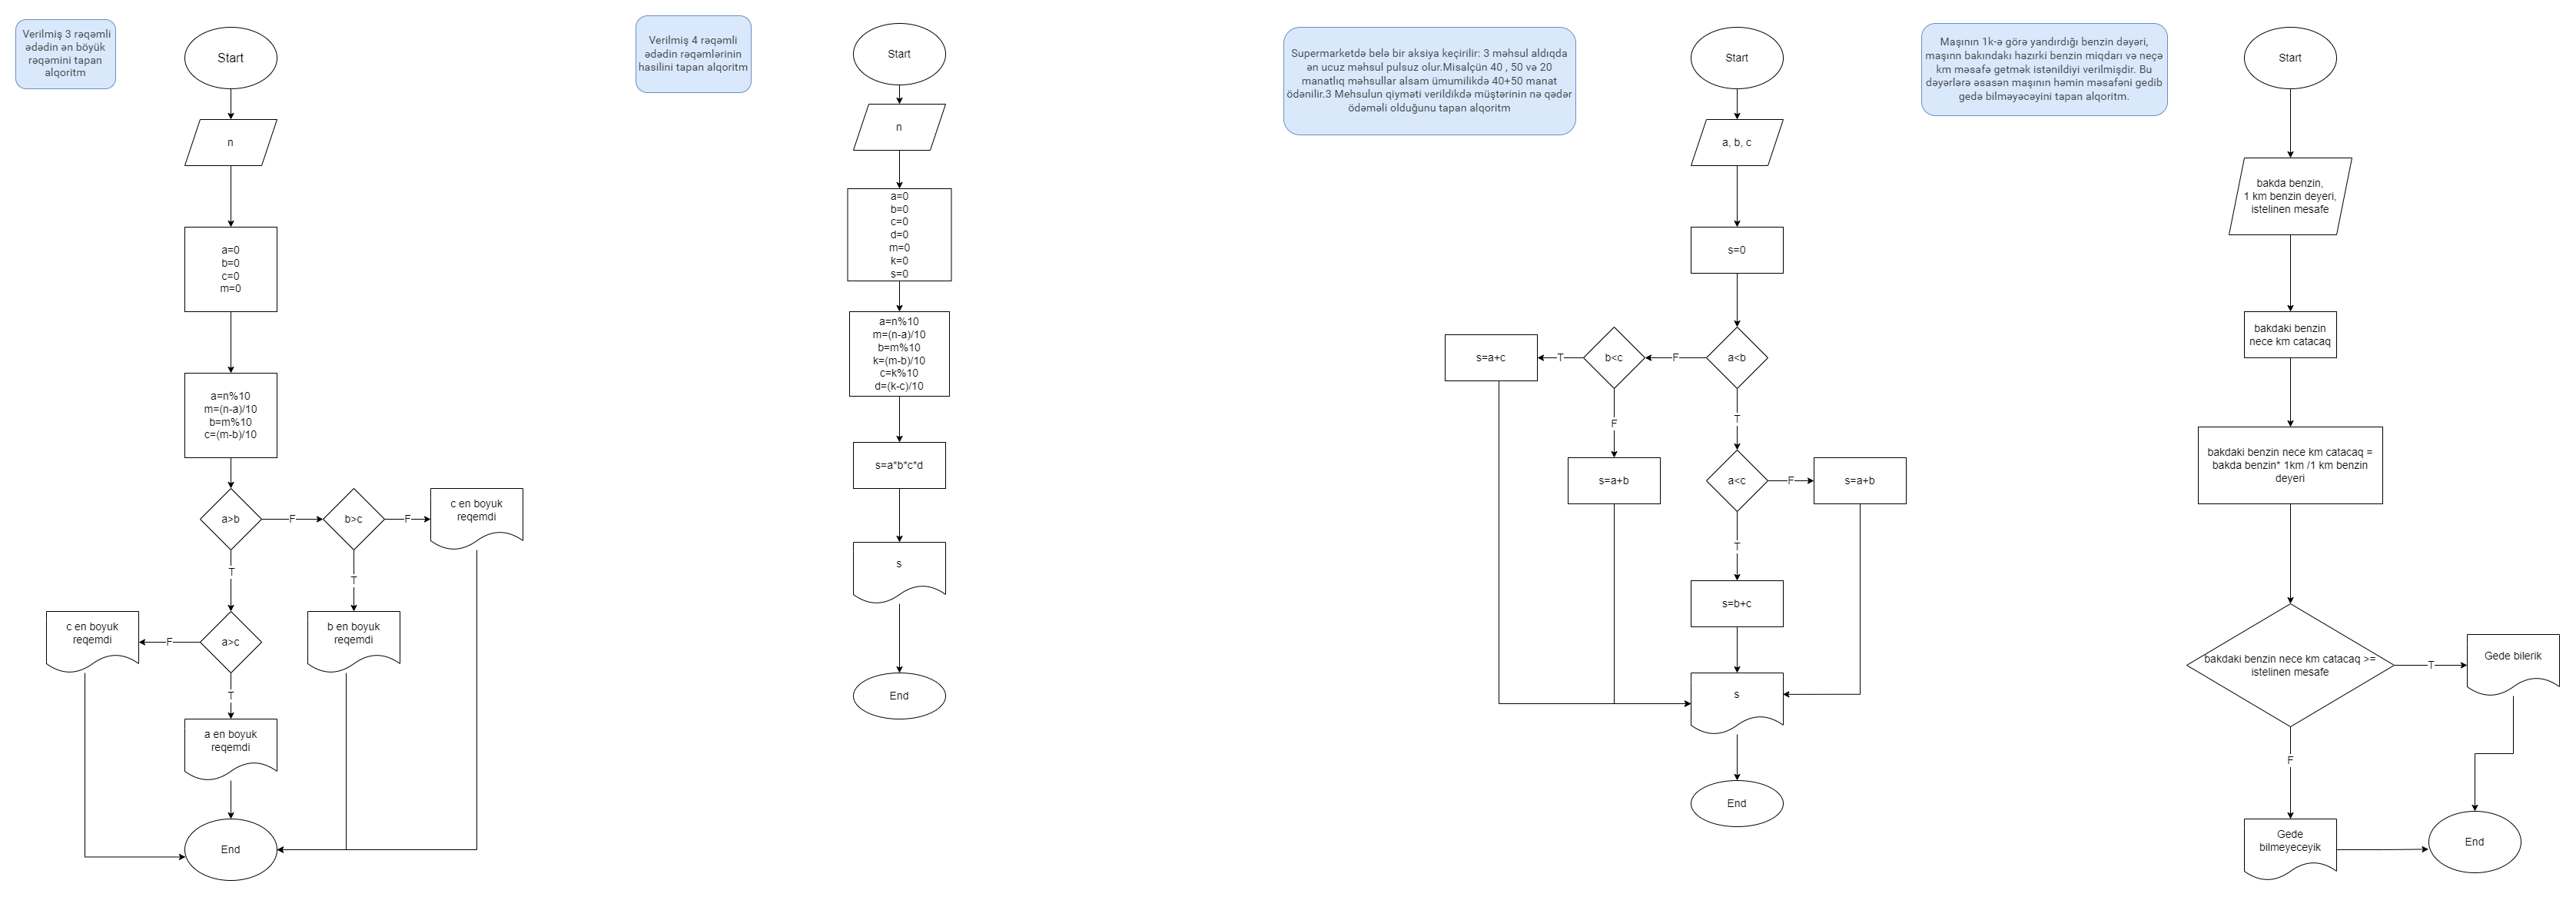 Verilmiş 3 rəqəmli
ədədin ən böyük
rəqəmini tapan
alqoritm
Start
n
a=0
b=0
c=0
m=0
a=n%10
m=(n-a)/10
b=m%10
c=(m-b)/10
a>b
F
b>c
F
c en boyuk
reqemdi
T
T
c en boyuk
reqemdi
F
a>c
b en boyuk
reqemdi
T
a en boyuk
reqemdi
End
Verilmiş 4 rəqəmli
ədədin rəqəmlərinin
hasilini tapan alqoritm
Start
n
a=0
b=0
c=0
d=0
m=0
k=0
s=0
a=n%10
m=(n-a)/10
b=m%10
k=(m-b)/10
c=k%10
d=(k-c)/10
s=a*b*c*d
s
End
Supermarketdə belə bir aksiya keçirilir: 3 məhsul aldıqda
ən ucuz məhsul pulsuz olur.Misalçün 40 , 50 və 20
manatlıq məhsullar alsam ümumilikdə 40+50 manat
ödənilir.3 Mehsulun qiyməti verildikdə müştərinin nə qədər
ödəməli olduğunu tapan alqoritm
Start
a, b, c
s=0
s=a+c
T
b<c
F
a<b
F
T
s=a+b
a<c
F
s=a+b
T
s=b+c
s
End
Maşının 1k-ə görə yandırdığı benzin dəyəri,
maşınn bakındakı hazırki benzin miqdarı və neçə
km məsafə getmək istənildiyi verilmişdir. Bu
dəyərlərə əsasən maşının həmin məsafəni gedib
gedə bilməyəcəyini tapan alqoritm.
Start
bakda benzin,
1 km benzin deyeri,
istelinen mesafe
bakdaki benzin
nece km catacaq
bakdaki benzin nece km catacaq =
bakda benzin* 1km /1 km benzin
deyeri
bakdaki benzin nece km catacaq >=
istelinen mesafe
T
Gede bilerik
F
Gede
bilmeyeceyik
End